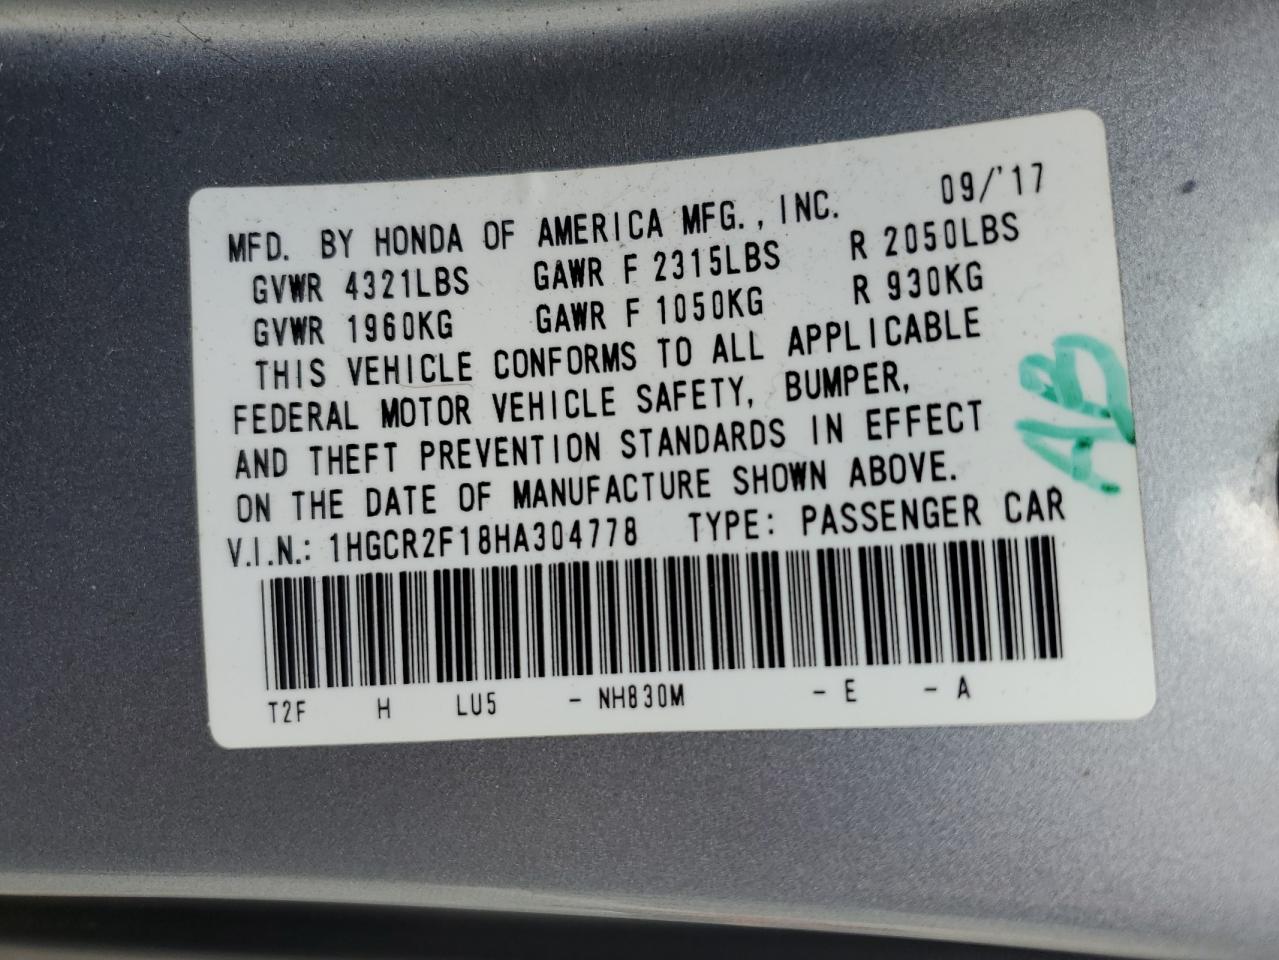 MFD. BY HONDA OF AMERICA MFG., INC. 09/'17
GVWR 4321LBS GAWR F 2315LBS R 2050LBS
GVWR 1960KG GAWR F 1050KG R 930KG
THIS VEHICLE CONFORMS TO ALL APPLICABLE
FEDERAL MOTOR VEHICLE SAFETY, BUMPER,
AND THEFT PREVENTION STANDARDS IN EFFECT
ON THE DATE OF MANUFACTURE SHOWN ABOVE.
V.I.N.: 1HGCR2F18HA304778 TYPE: PASSENGER CAR
T2F H LU5 - NH830M - E - A
AB